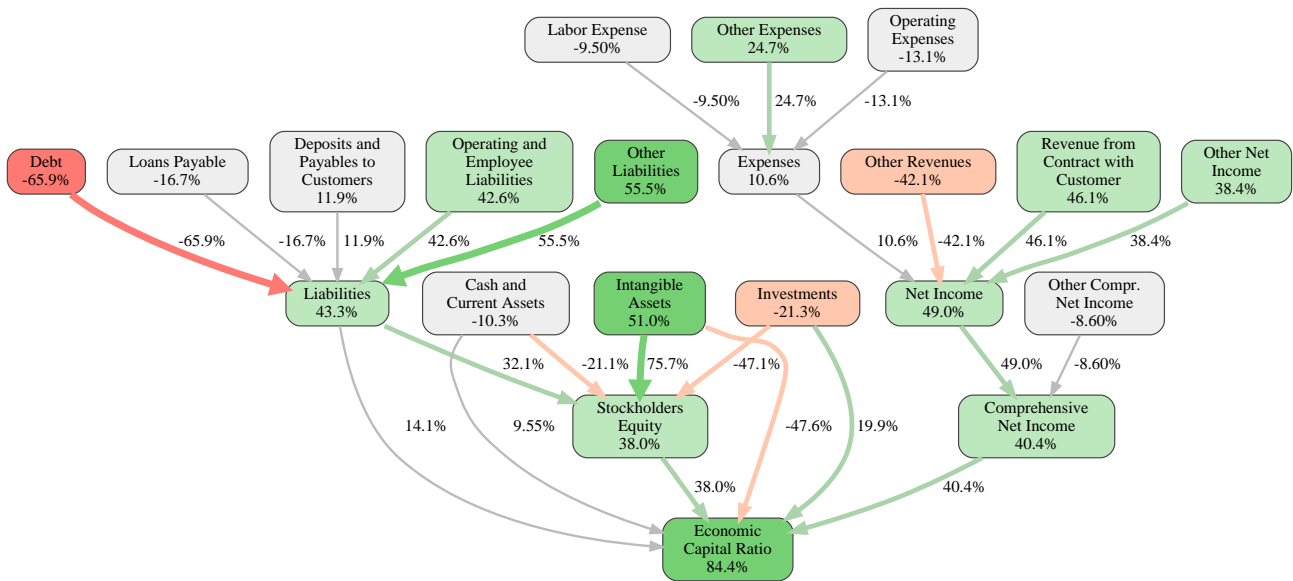 Labor Expense
-9.50%
Other Expenses
24.7%
Operating
Expenses
-13.1%
-9.50%
24.7%
-13.1%
Debt
-65.9%
Loans Payable
-16.7%
Deposits and
Payables to
Customers
11.9%
Operating and
Employee
Liabilities
42.6%
Other
Liabilities
55.5%
Expenses
10.6%
Other Revenues
-42.1%
Revenue from
Contract with
Customer
46.1%
Other Net
Income
38.4%
-65.9%
-16.7%
11.9%
42.6%
55.5%
10.6%
-42.1%
46.1%
38.4%
Liabilities
43.3%
Cash and
Current Assets
-10.3%
Intangible
Assets
51.0%
Investments
-21.3%
Net Income
49.0%
Other Compr.
Net Income
-8.60%
32.1%
-21.1%
75.7%
-47.1%
49.0%
-8.60%
Stockholders
Equity
38.0%
Comprehensive
Net Income
40.4%
14.1%
9.55%
-47.6%
19.9%
38.0%
40.4%
Economic
Capital Ratio
84.4%